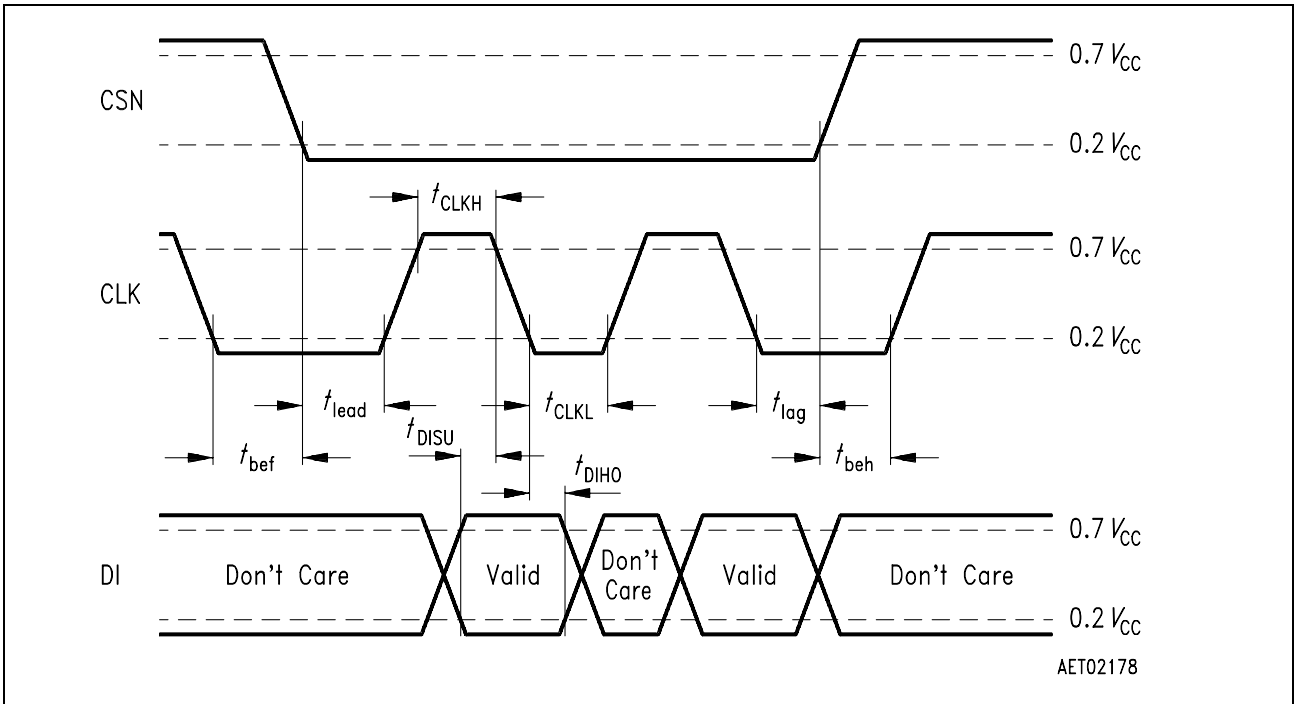 0.7 VCC
CSN
0.2 VCC
tCLKH
0.7 VCC
CLK
0.2 VCC
tlead
tCLKL
tlag
tDISU
tbef
tbeh
tDIHO
0.7 VCC
DI
Don't Care
Valid
Don't
Care
Valid
Don't Care
0.2 VCC
AET02178